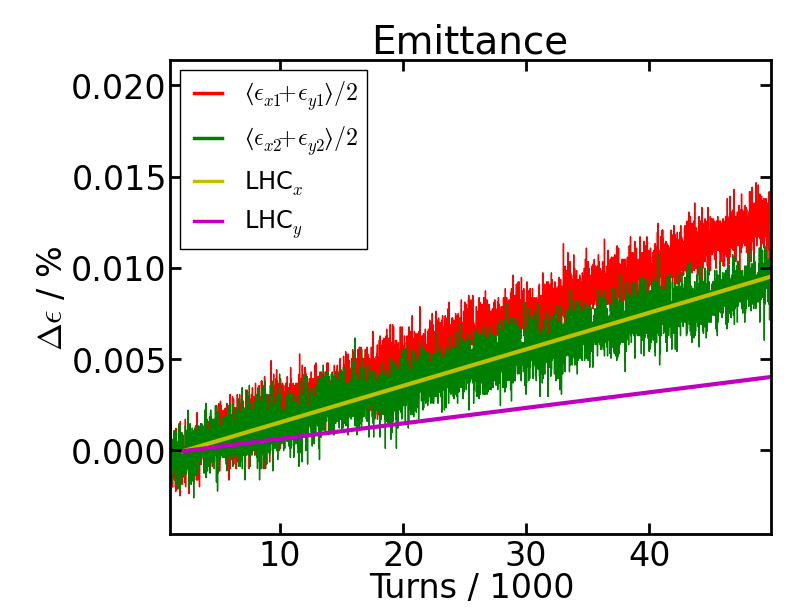 Emittance
0.020
0.015
0.010
0.005
0.000
Δϵ / %
⟨ϵx1+ϵy1⟩/2
⟨ϵx2+ϵy2⟩/2
LHCx
LHCy
10 20 30 40
Turns / 1000